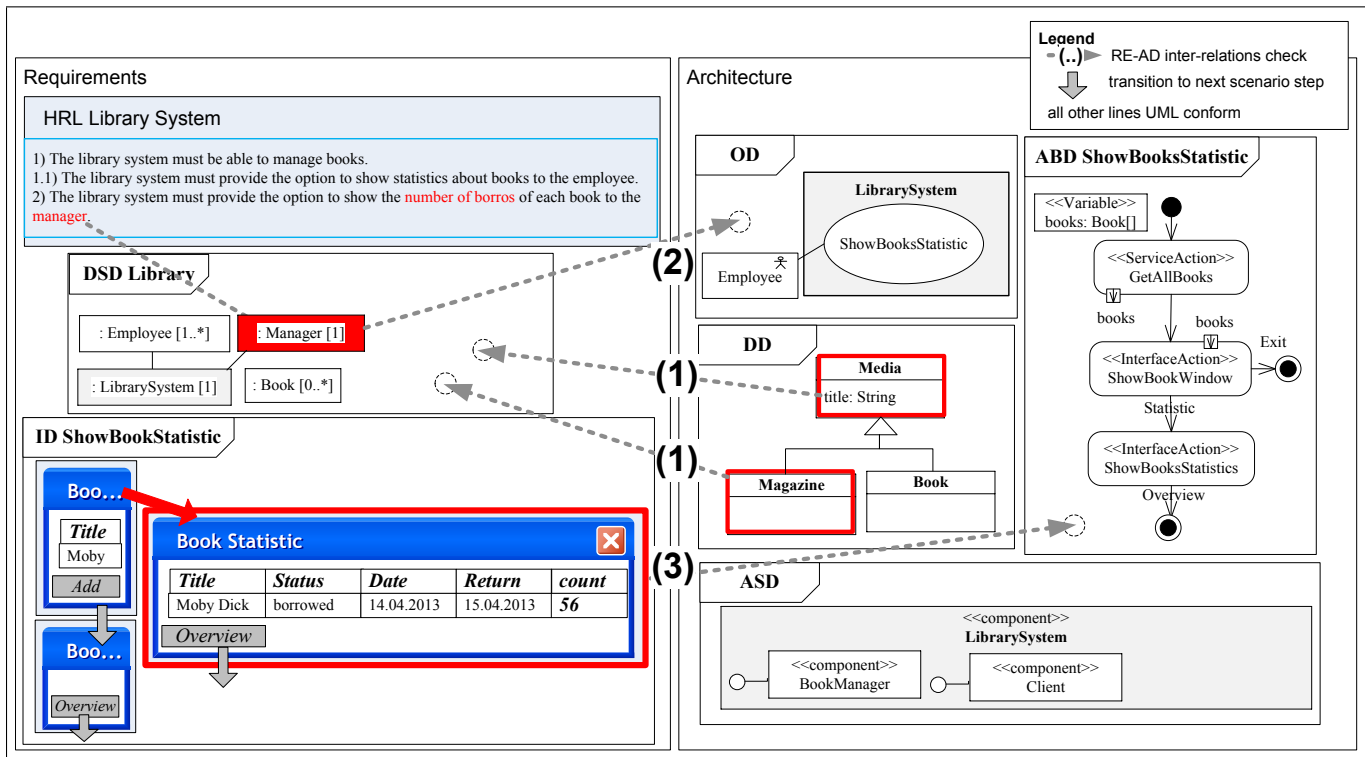 Legend
(..) RE-AD inter-relations check
transition to next scenario step
all other lines UML conform
Requirements
HRL Library System
1) The library system must be able to manage books.
1.1) The library system must provide the option to show statistics about books to the employee.
2) The library system must provide the option to show the number of borros of each book to the
manager.
DSD Library
: Employee [1..*]
: Manager [1]
: LibrarySystem [1]
: Book [0..*]
ID ShowBookStatistic
Boo...
Title
Moby
Add
Boo...
Overview
Book Statistic
Title Status Date Return count
Moby Dick borrowed 14.04.2013 15.04.2013 56
Overview
(2)
(1)
(1)
(3)
Architecture
OD
LibrarySystem
ShowBooksStatistic
Employee
DD
Media
title: String
Magazine
Book
ABD ShowBooksStatistic
<<Variable>>
books: Book[]
<<ServiceAction>>
GetAllBooks
books
books
Exit
<<InterfaceAction>>
ShowBookWindow
Statistic
<<InterfaceAction>>
ShowBooksStatistics
Overview
ASD
<<component>>
LibrarySystem
<<component>>
BookManager
<<component>>
Client